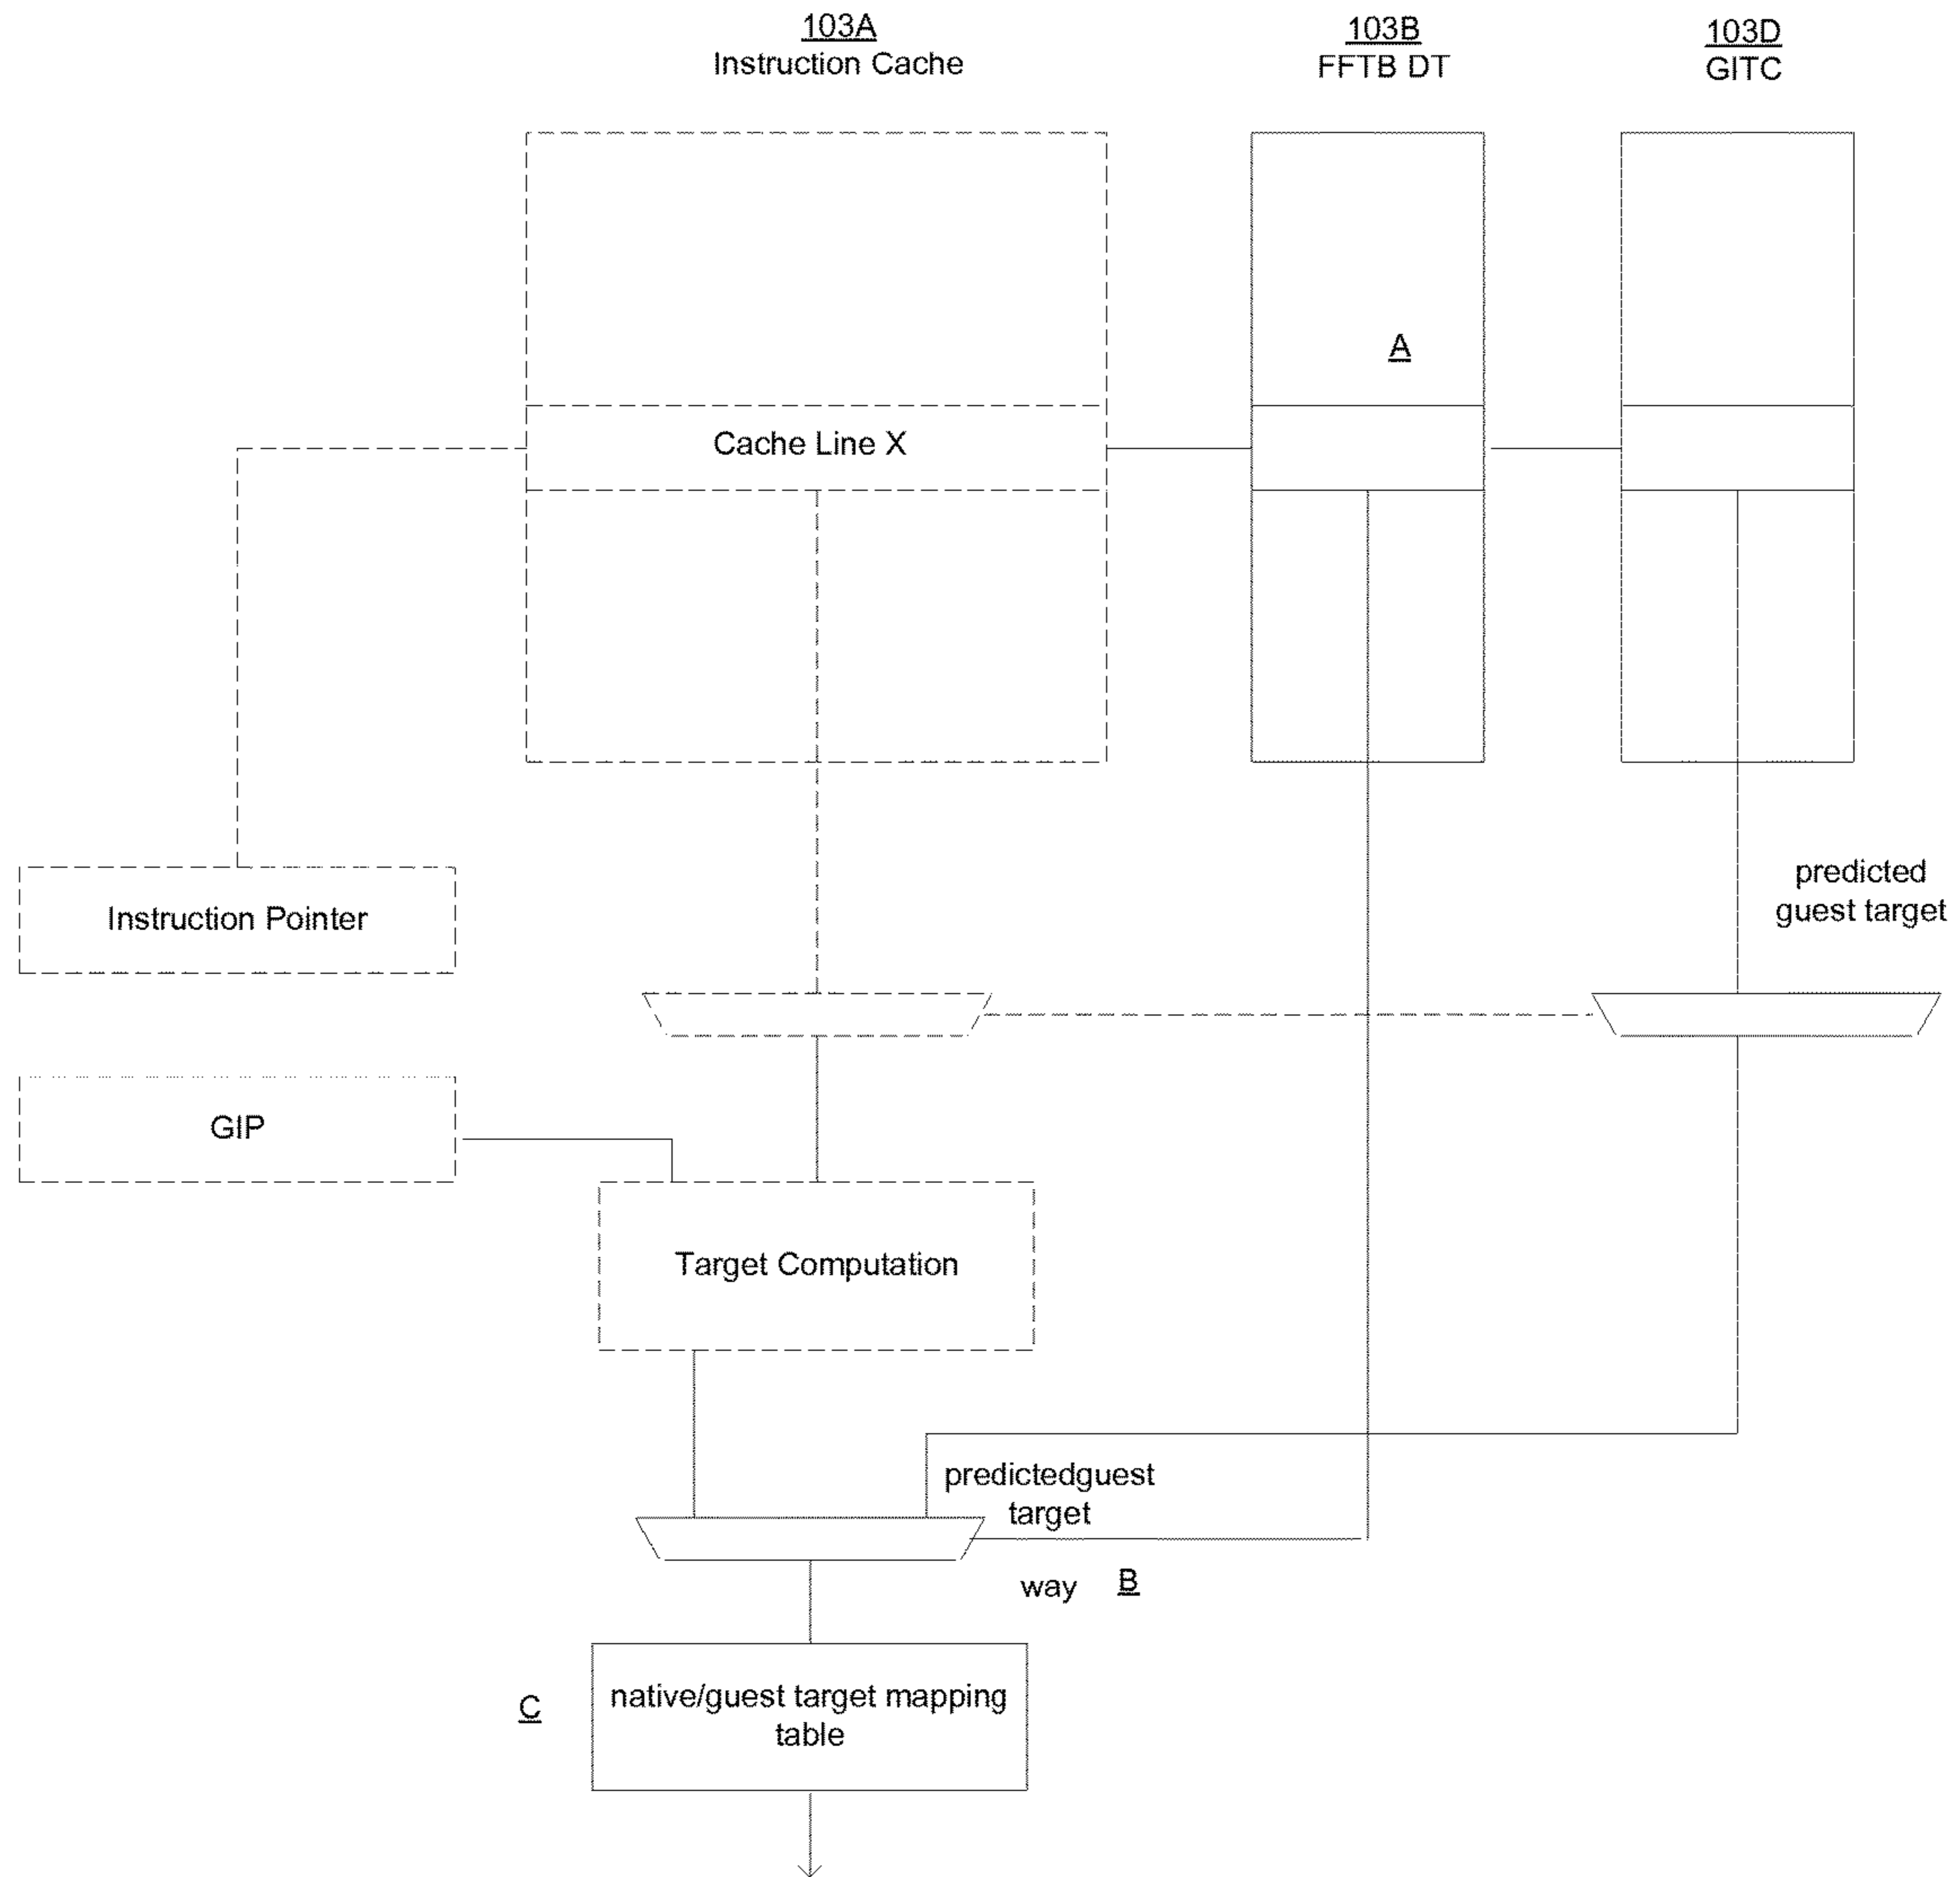 103A
Instruction Cache
103B
FFTB DT
103D
GITC
A
Cache Line X
predicted
guest target
Instruction Pointer
GIP
Target Computation
predictedguest
target
way
B
C
native/guest target mapping
table